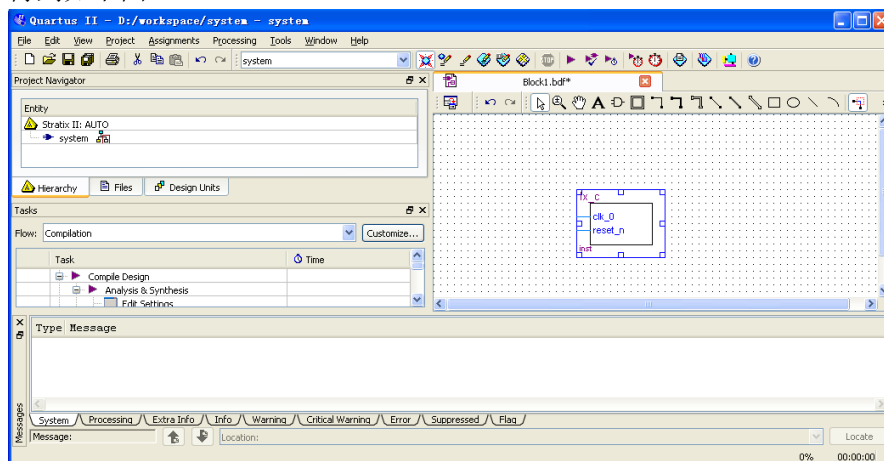 Quartus II - D:/workspace/system - system
File Edit View Project Assignments Processing Tools Window Help
system
Project Navigator
Block1.bdf*
Entity
Stratix II: AUTO
system
Hierarchy Files Design Units
Tasks
Flow: Compilation Customize...
Task Time
Compile Design
Analysis & Synthesis
Edit Settings
clk_0
reset_n
inst
Type Message
Messages
System Processing Extra Info Info Warning Critical Warning Error Suppressed Flag
Message: Location: Locate
0% 00:00:00